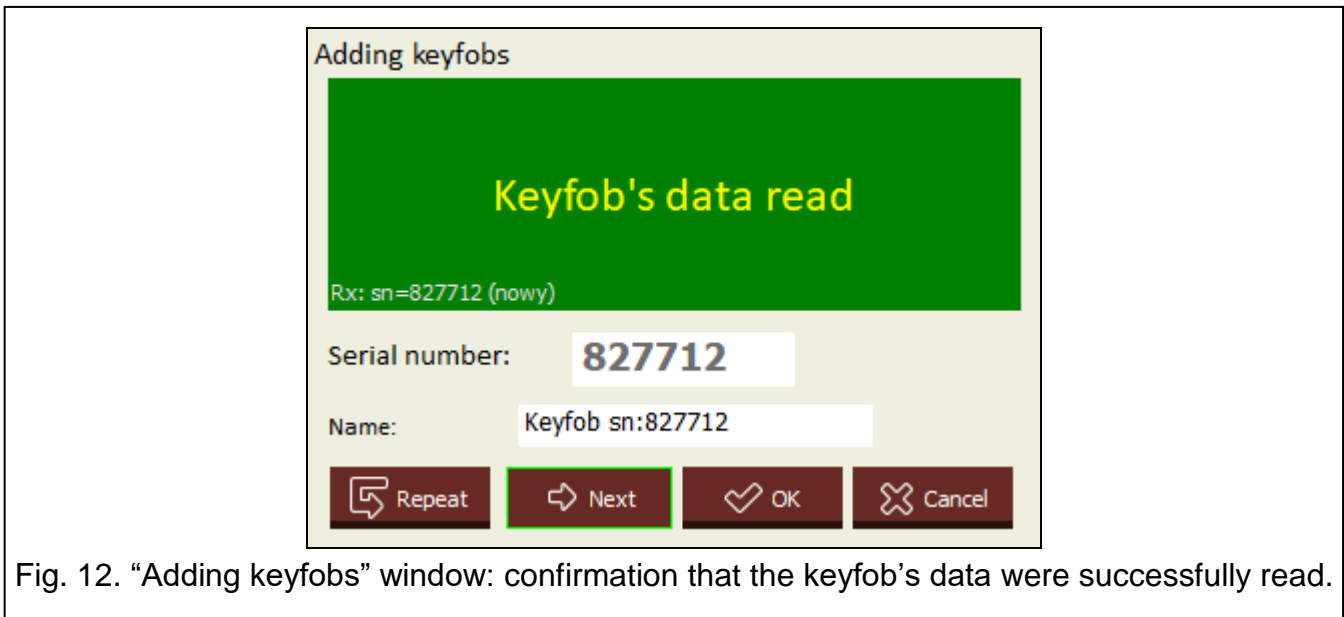 Adding keyfobs
Keyfob's data read
Rx: sn=827712 (nowy)
Serial number: 827712
Name: Keyfob sn:827712
Repeat Next OK Cancel
Fig. 12. “Adding keyfobs” window: confirmation that the keyfob’s data were successfully read.